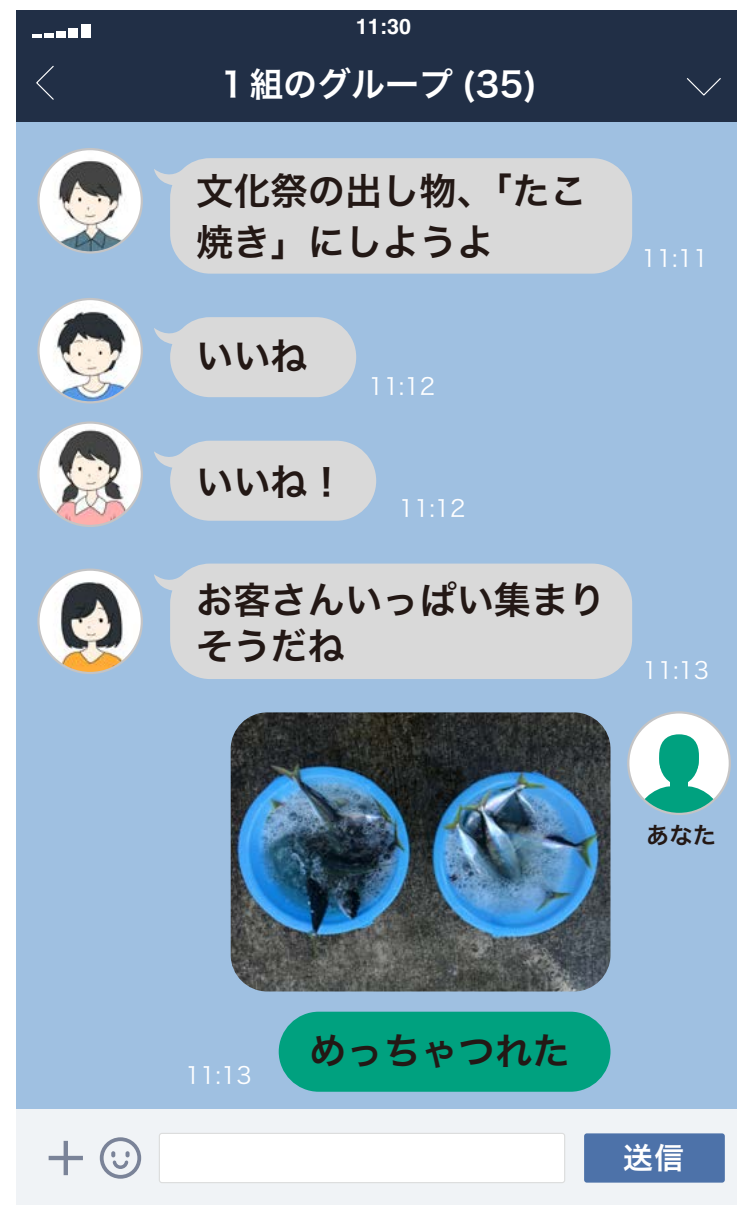 11:30
1組のグループ (35)
文化祭の出し物、「たこ
焼き」にしようよ
11:11
いいね
11:12
いいね！
11:12
お客さんいっぱい集まり
そうだね
11:13
あなた
めっちゃつれた
11:13
送信